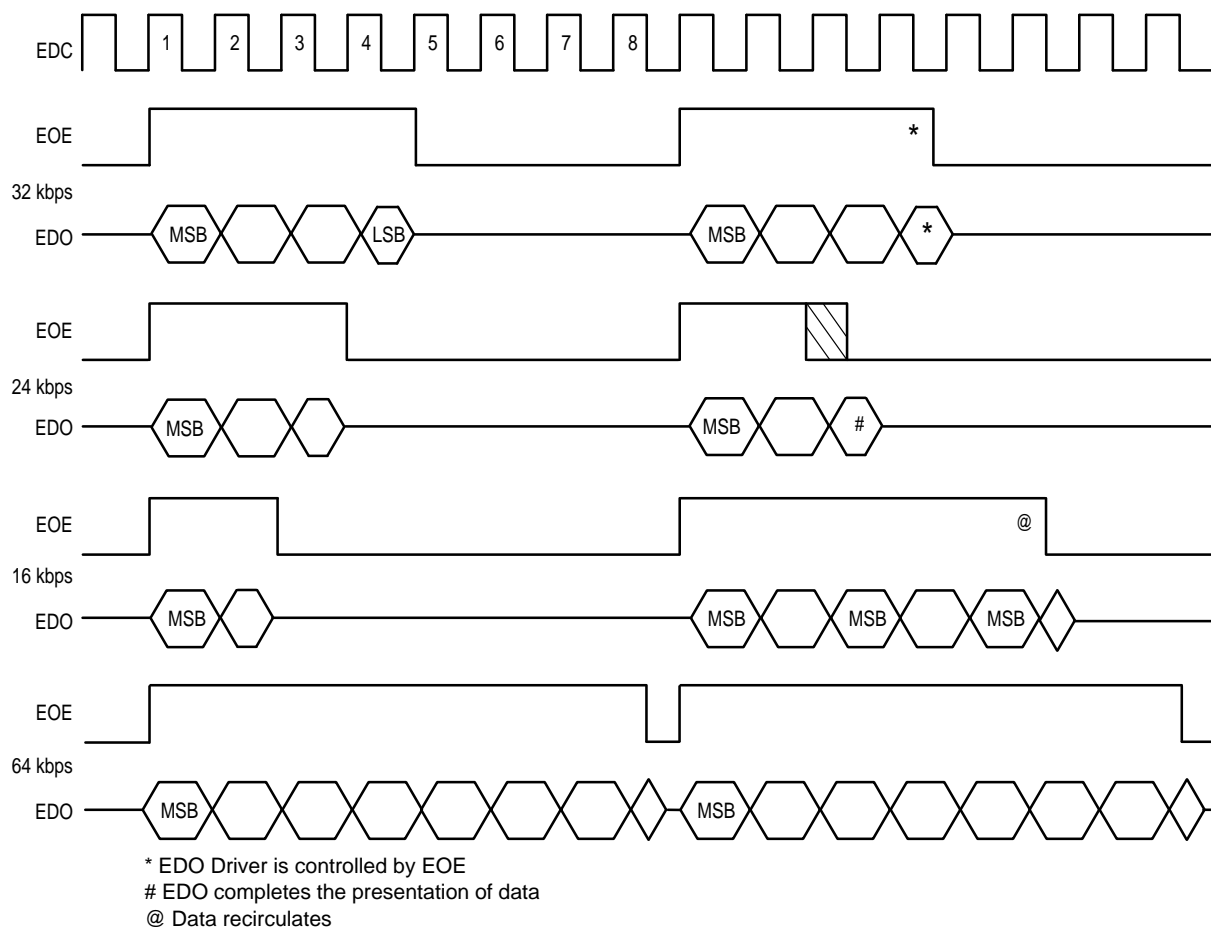 EDC 1 2 3 4 5 6 7 8
EOE *
32 kbps
EDO MSB LSB MSB *
EOE
24 kbps
EDO MSB MSB #
EOE @
16 kbps
EDO MSB MSB MSB MSB
EOE
64 kbps
EDO MSB MSB
* EDO Driver is controlled by EOE
# EDO completes the presentation of data
@ Data recirculates